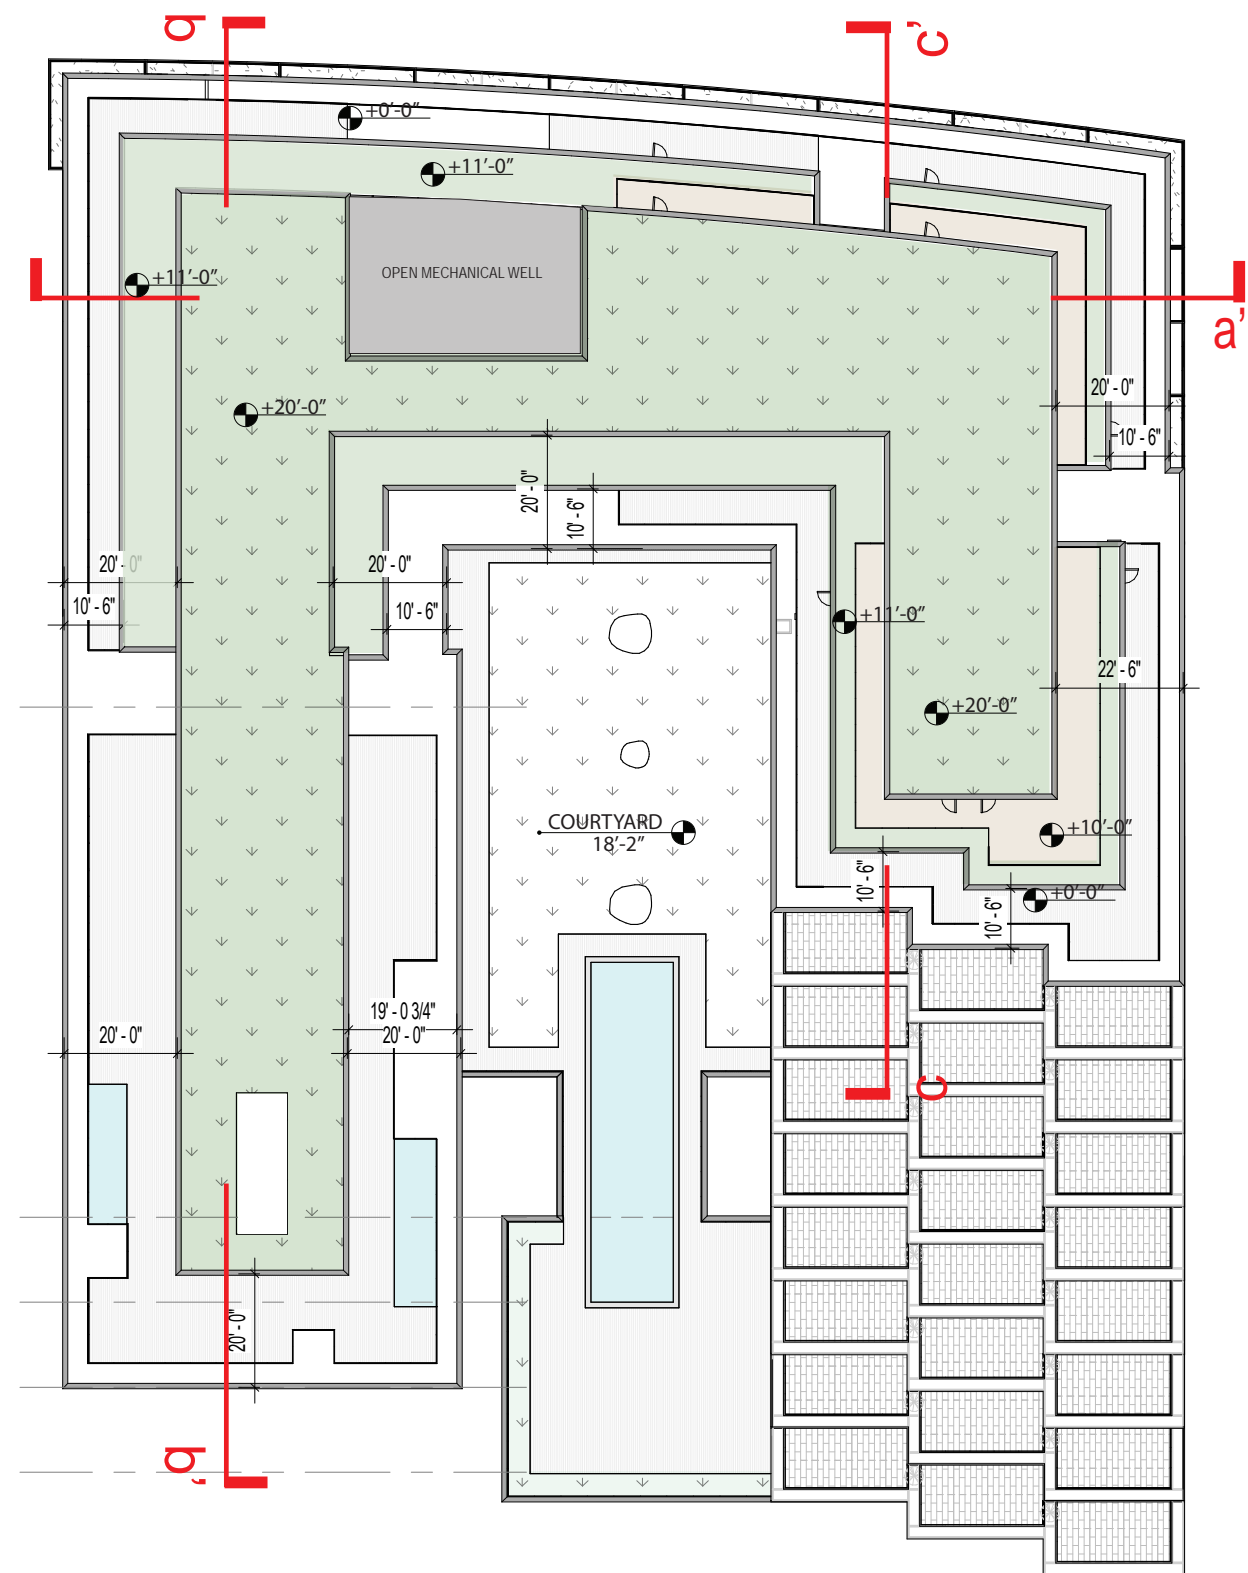 b
c'
+0'-0"
+11'-0"
OPEN MECHANICAL WELL
+11'-0"
a'
20' - 0"
+20'-0"
10' - 6"
20' - 0"
10' - 6"
20' - 0"
20' - 0"
10' - 6"
10' - 6"
+11'-0"
22' - 6"
+20'-0"
COURTYARD
18'-2"
+10'-0"
10' - 6"
+0'-0"
10' - 6"
19' - 0 3/4"
20' - 0"
20' - 0"
c
20' - 0"
b'